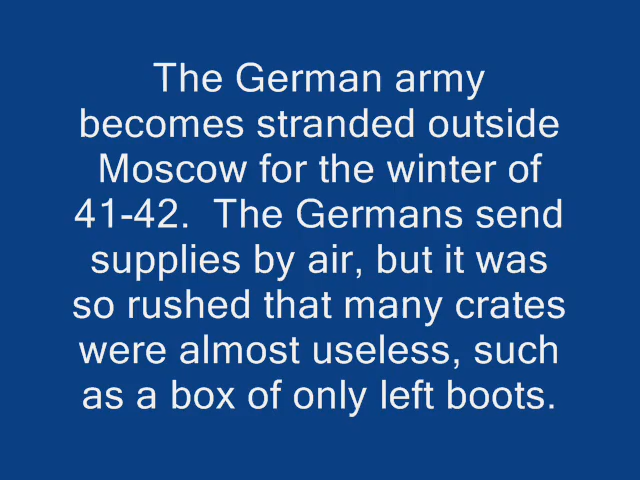 The German army
becomes stranded outside
Moscow for the winter of
41-42.  The Germans send
supplies by air, but it was
so rushed that many crates
were almost useless, such
as a box of only left boots.